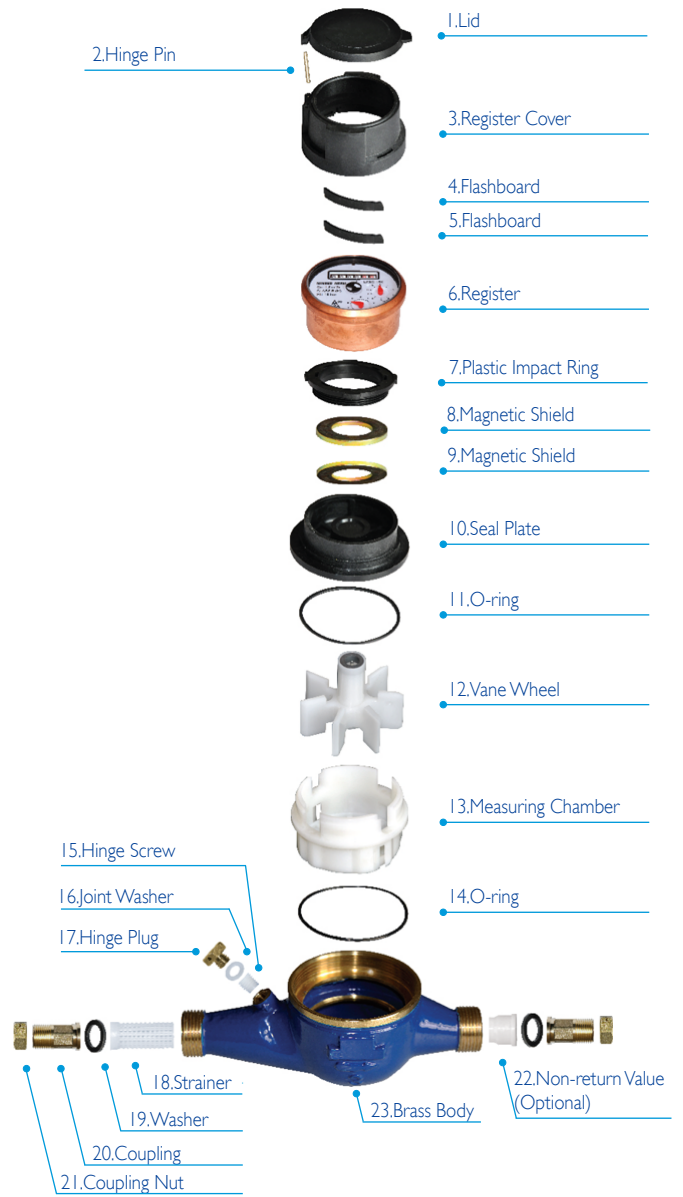 1.Lid
2.Hinge Pin
3.Register Cover
4.Flashboard
5.Flashboard
6.Register
7.Plastic Impact Ring
8.Magnetic Shield
9.Magnetic Shield
10.Seal Plate
11.O-ring
12.Vane Wheel
13.Measuring Chamber
15.Hinge Screw
16.Joint Washer
14.O-ring
17.Hinge Plug
18.Strainer
22.Non-return Value
(Optional)
19.Washer
23.Brass Body
20.Coupling
21.Coupling Nut